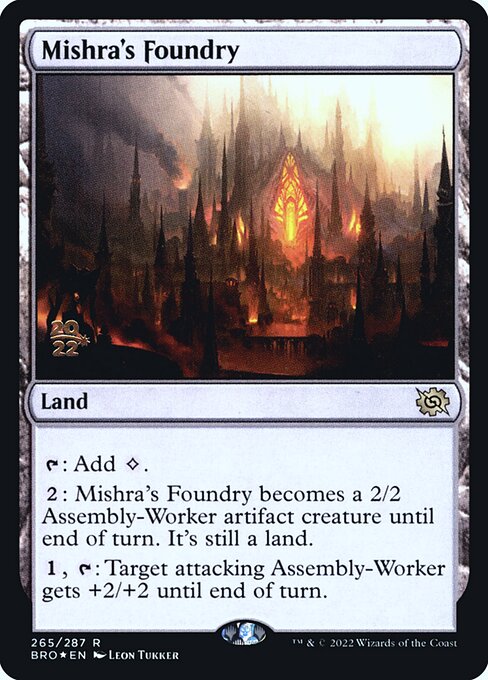 Mishra's Foundry
20
22
Land
: Add .
2 : Mishra's Foundry becomes a 2/2
Assembly-Worker artifact creature until
end of turn. It's still a land.
1 , : Target attacking Assembly-Worker
gets +2/+2 until end of turn.
265/287 R
BRO EN Leon Tukker
™ & © 2022 Wizards of the Coast